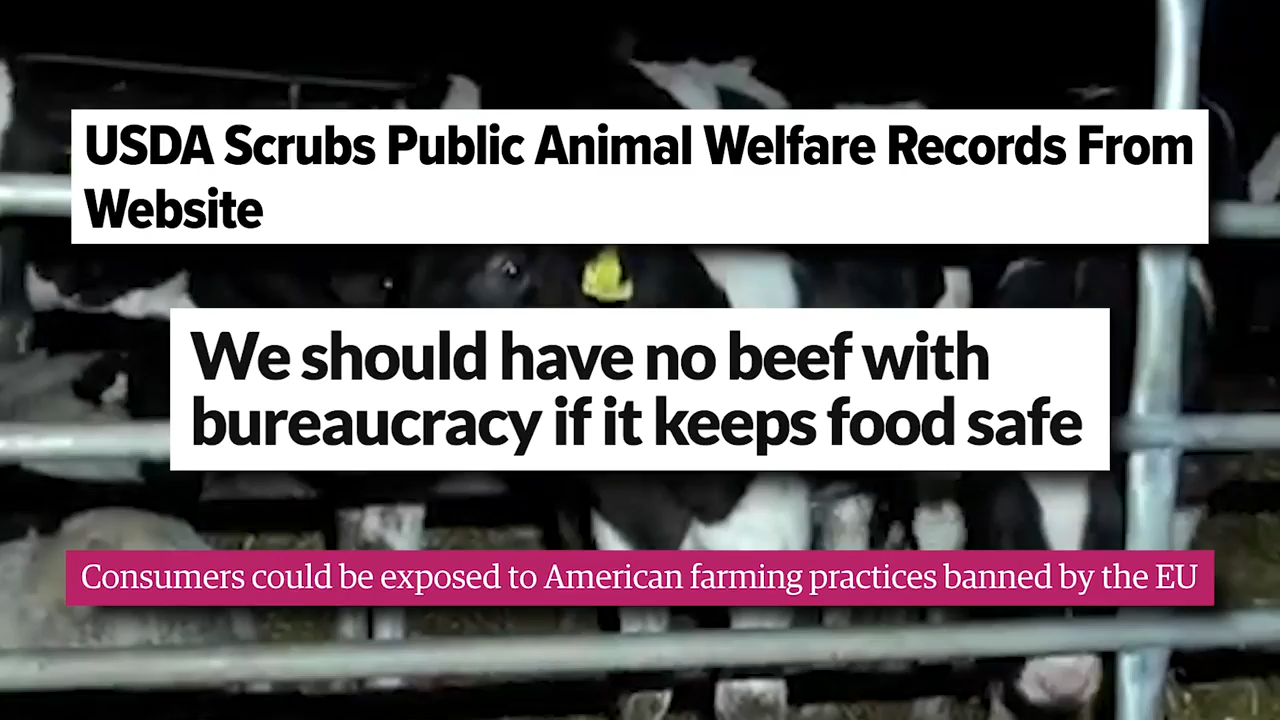 USDA Scrubs Public Animal Welfare Records From
Website
We should have no beef with
bureaucracy if it keeps food safe
Consumers could be exposed to American farming practices banned by the EU